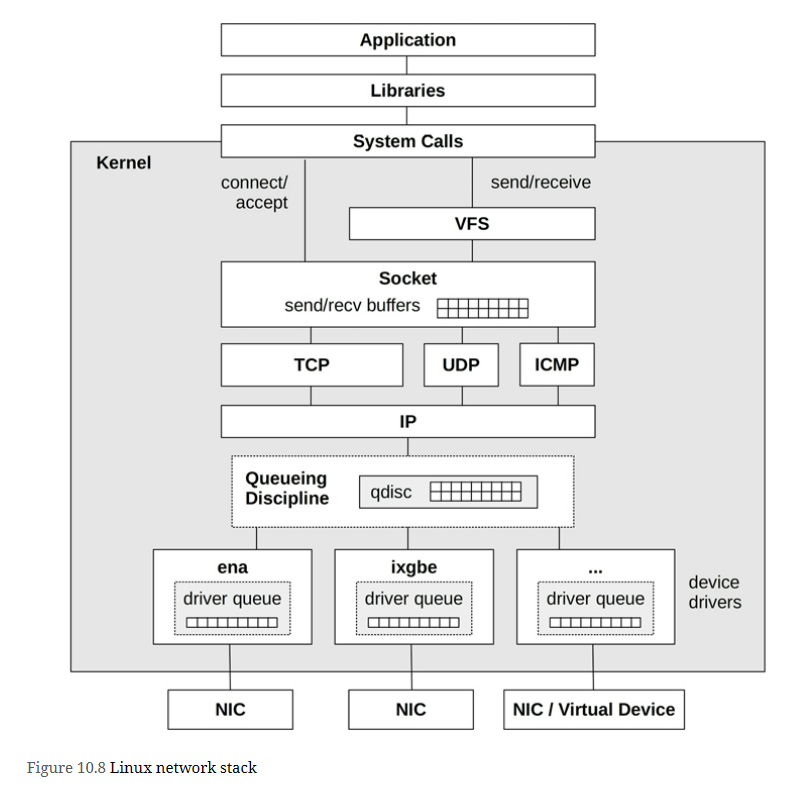 Application
Libraries
System Calls
Kernel
connect/
accept
send/receive
VFS
Socket
send/recv buffers
TCP
UDP
ICMP
IP
Queueing
Discipline
qdisc
ena
ixgbe
...
driver queue
driver queue
driver queue
device
drivers
NIC
NIC
NIC / Virtual Device
Figure 10.8 Linux network stack